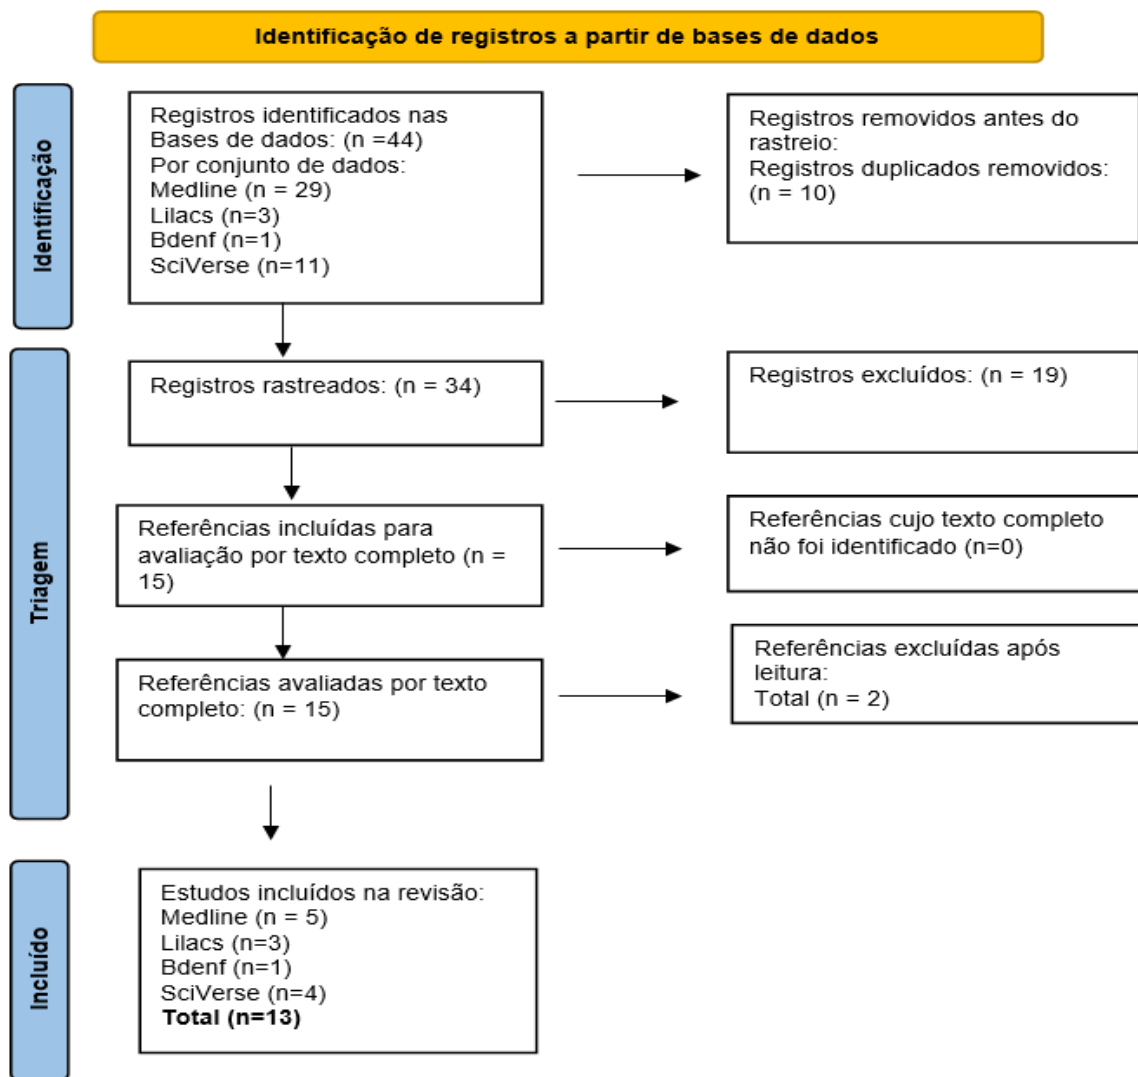 Identificação de registros a partir de bases de dados
Identificação
Registros identificados nas
Bases de dados: (n =44)
Por conjunto de dados:
Medline (n = 29)
Lilacs (n=3)
Bdenf (n=1)
SciVerse (n=11)
Registros removidos antes do
rastreio:
Registros duplicados removidos:
(n = 10)
Triagem
Registros rastreados: (n = 34)
Registros excluídos: (n = 19)
Referências incluídas para
avaliação por texto completo (n =
15)
Referências cujo texto completo
não foi identificado (n=0)
Referências avaliadas por texto
completo: (n = 15)
Referências excluídas após
leitura:
Total (n = 2)
Incluído
Estudos incluídos na revisão:
Medline (n = 5)
Lilacs (n=3)
Bdenf (n=1)
SciVerse (n=4)
Total (n=13)